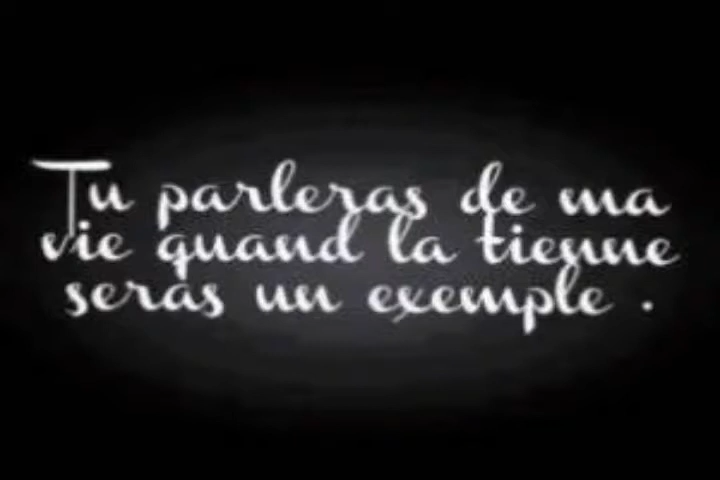 Tu parleras de ma
vie quand la tienne
seras un exemple .